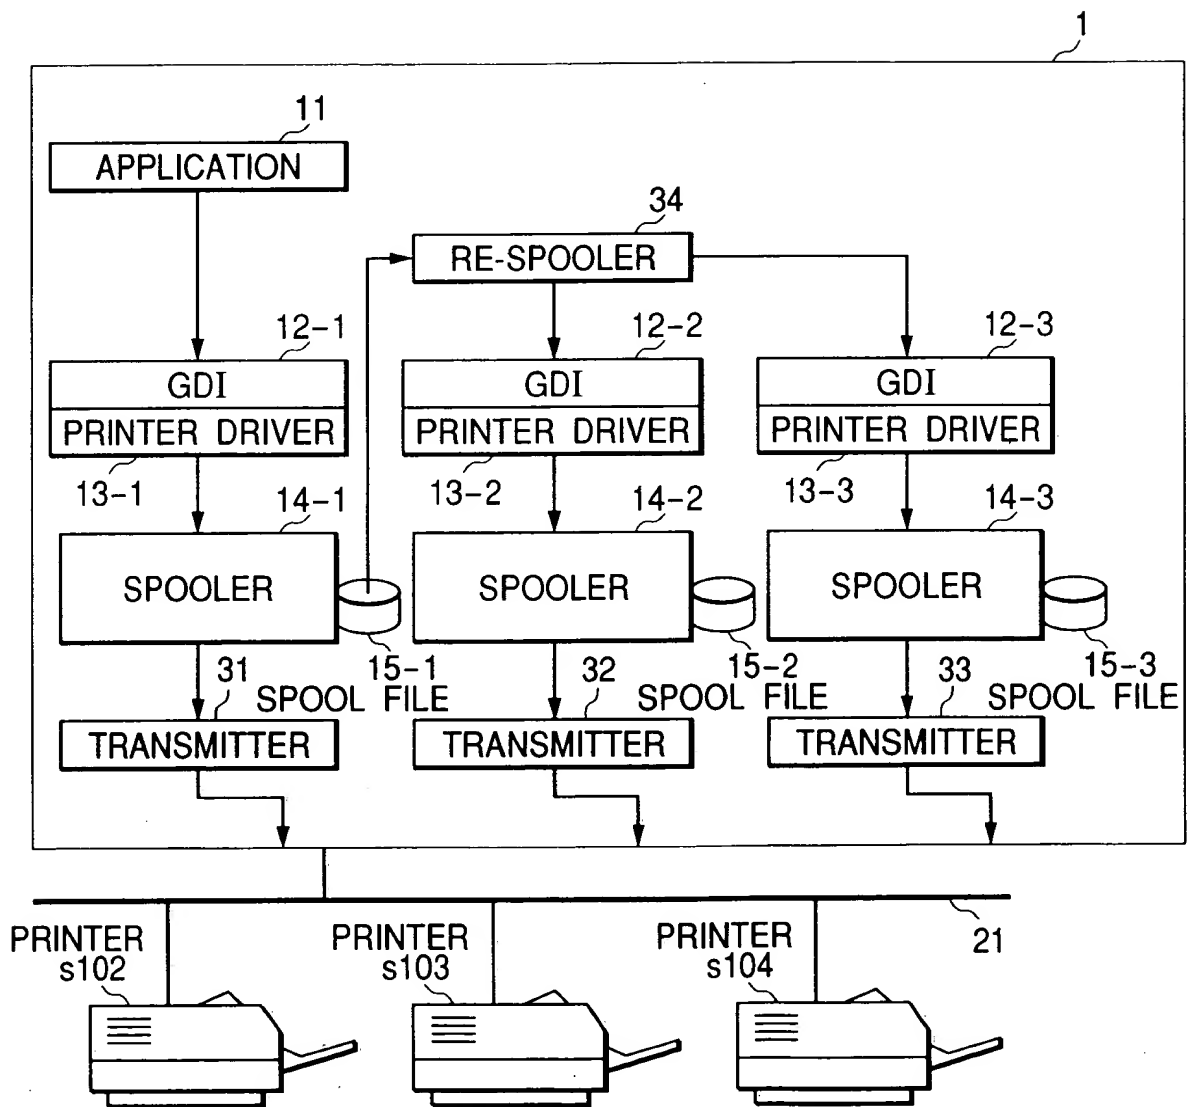 1
11
APPLICATION
34
RE-SPOOLER
12-1
12-2
12-3
GDI
GDI
GDI
PRINTER DRIVER
PRINTER DRIVER
PRINTER DRIVER
13-1
13-2
13-3
14-1
14-2
14-3
SPOOLER
SPOOLER
SPOOLER
15-1
15-2
15-3
31
SPOOL FILE
32
SPOOL FILE
33
SPOOL FILE
TRANSMITTER
TRANSMITTER
TRANSMITTER
21
PRINTER
s102
PRINTER
s103
PRINTER
s104